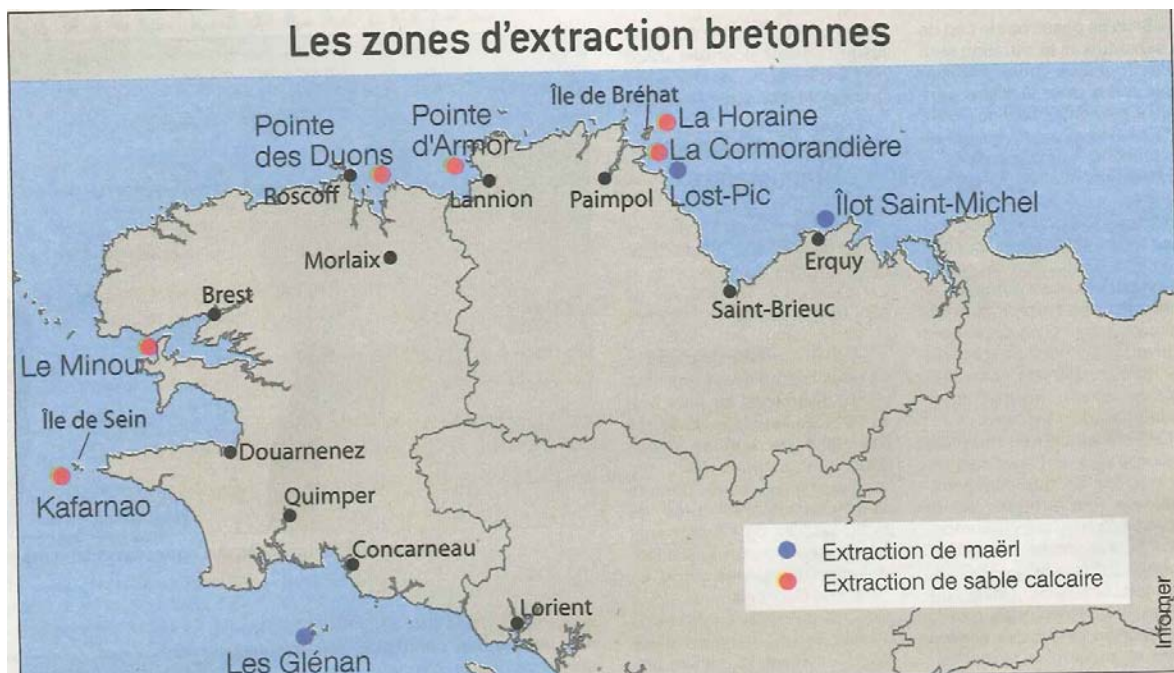 Les zones d'extraction bretonnes
Île de Bréhat
La Horaine
La Cormorandière
Lost-Pic
Îlot Saint-Michel
Pointe
des Duons
Pointe
d'Armor
Roscoff
Lannion
Paimpol
Morlaix
Erquy
Saint-Brieuc
Brest
Le Minou
Île de Sein
Douarnenez
Kafarnao
Quimper
Concarneau
Lorient
Les Glénan
Extraction de maërl
Extraction de sable calcaire
Infomer